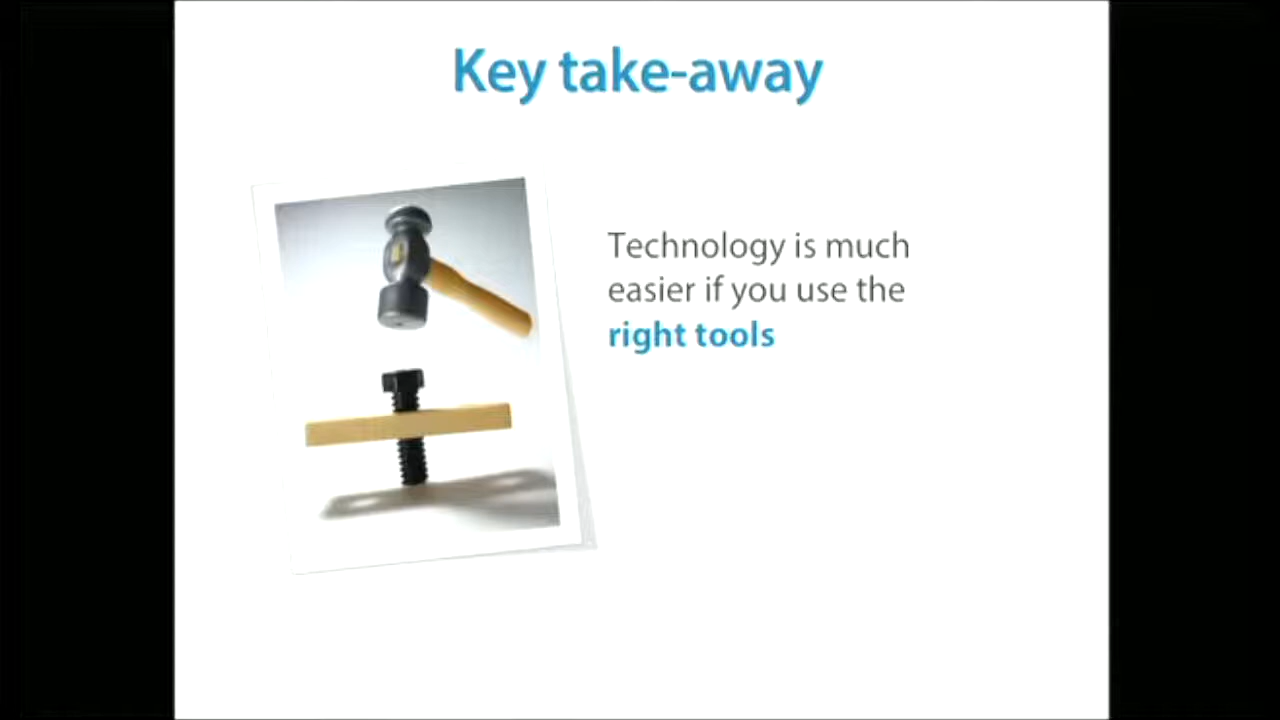 Key take-away
Technology is much
easier if you use the
right tools